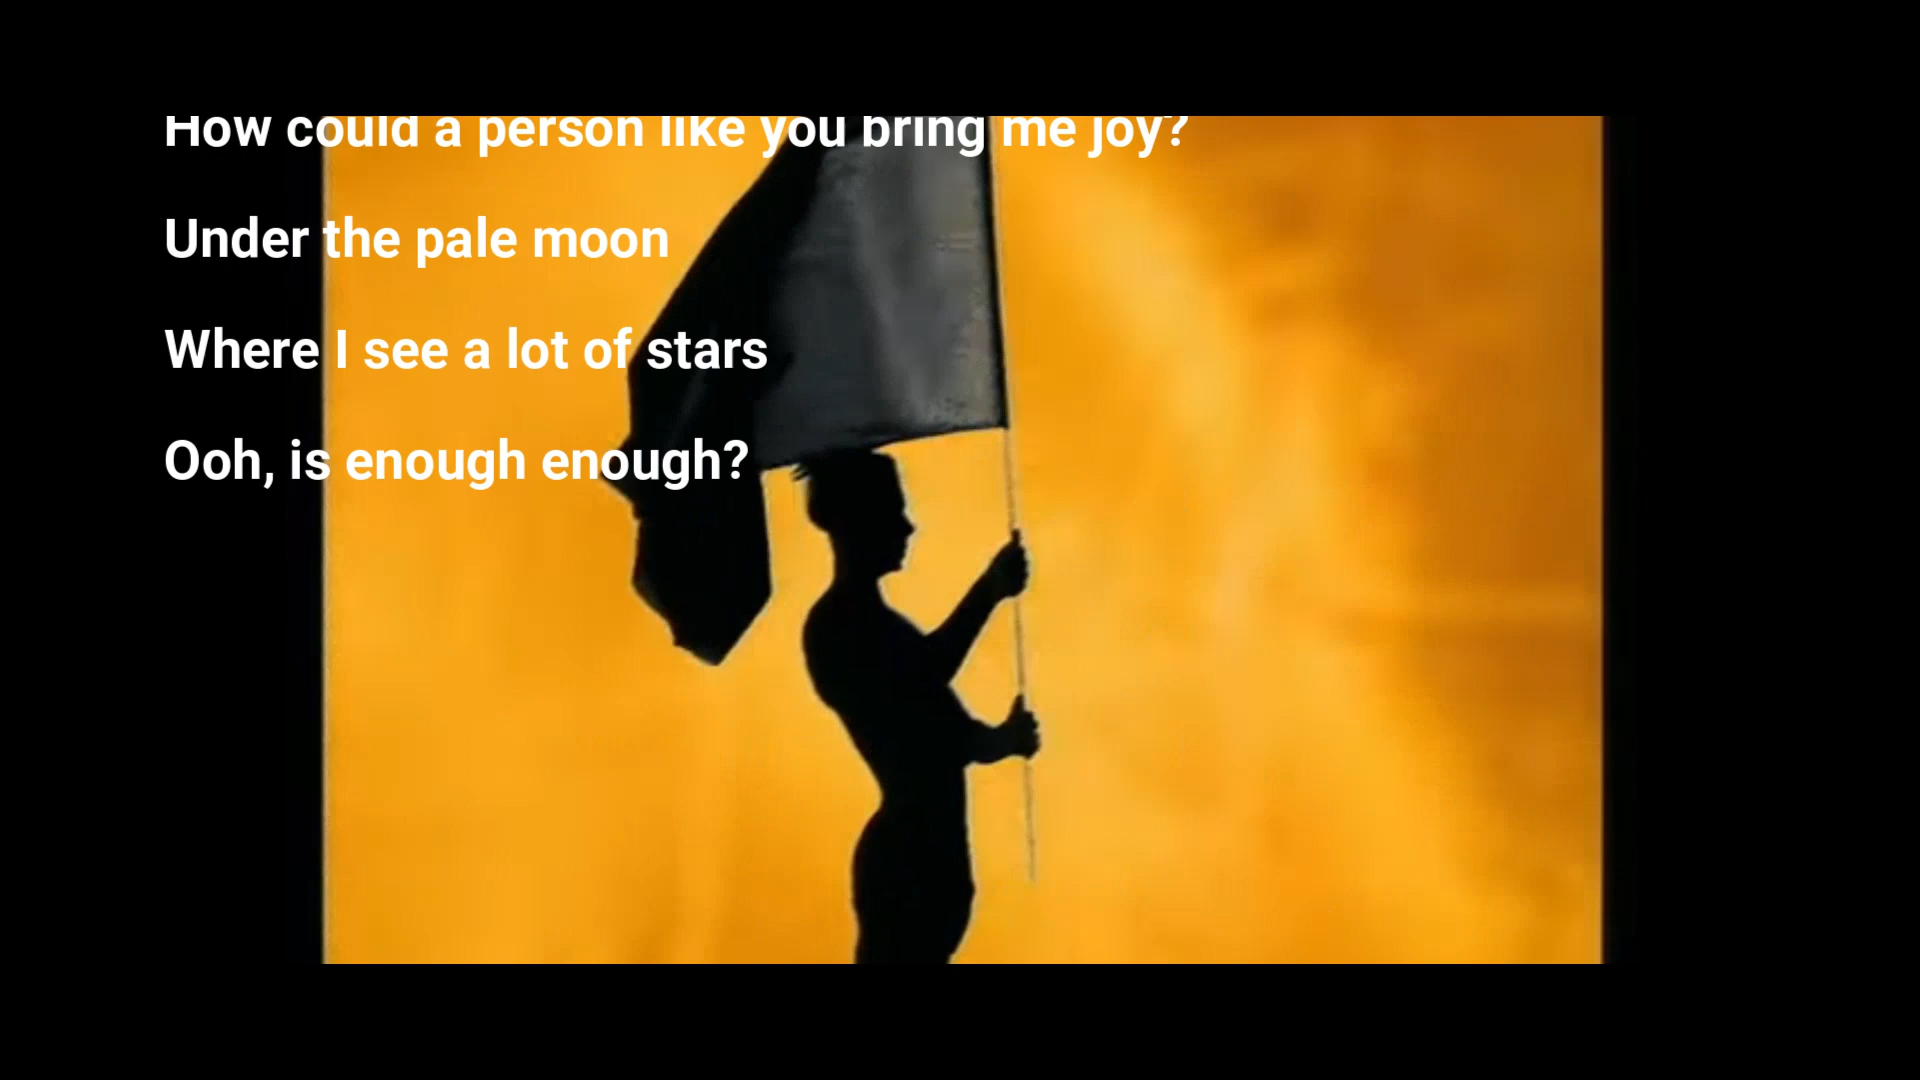 How could a person like you bring me joy?
Under the pale moon
Where I see a lot of stars
Ooh, is enough enough?